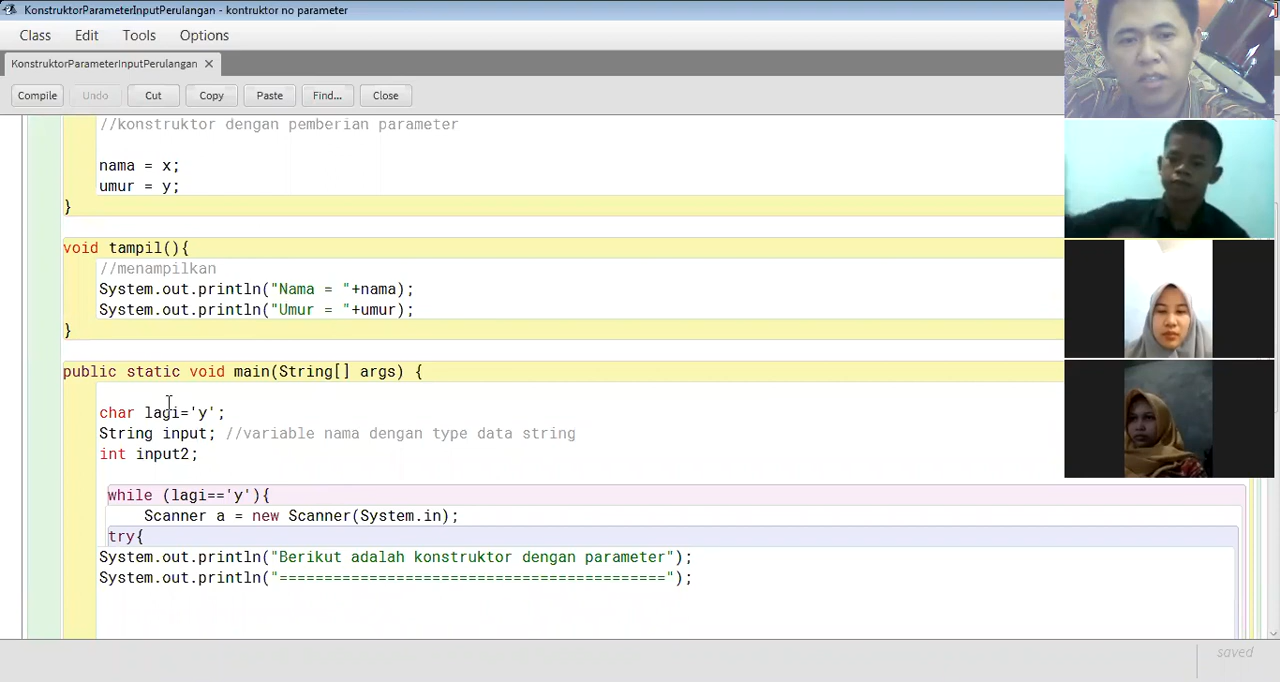 KonstruktorParameterInputPerulangan - kontruktor no parameter
Class Edit Tools Options
KonstruktorParameterInputPerulangan ×
Compile Undo Cut Copy Paste Find... Close
//konstruktor dengan pemberian parameter
nama = x;
umur = y;
}
void tampil(){
//menampilkan
System.out.println("Nama = "+nama);
System.out.println("Umur = "+umur);
}
public static void main(String[] args) {
char lagi='y';
String input; //variable nama dengan type data string
int input2;
while (lagi=='y'){
Scanner a = new Scanner(System.in);
try{
System.out.println("Berikut adalah konstruktor dengan parameter");
System.out.println("===========================================");
saved